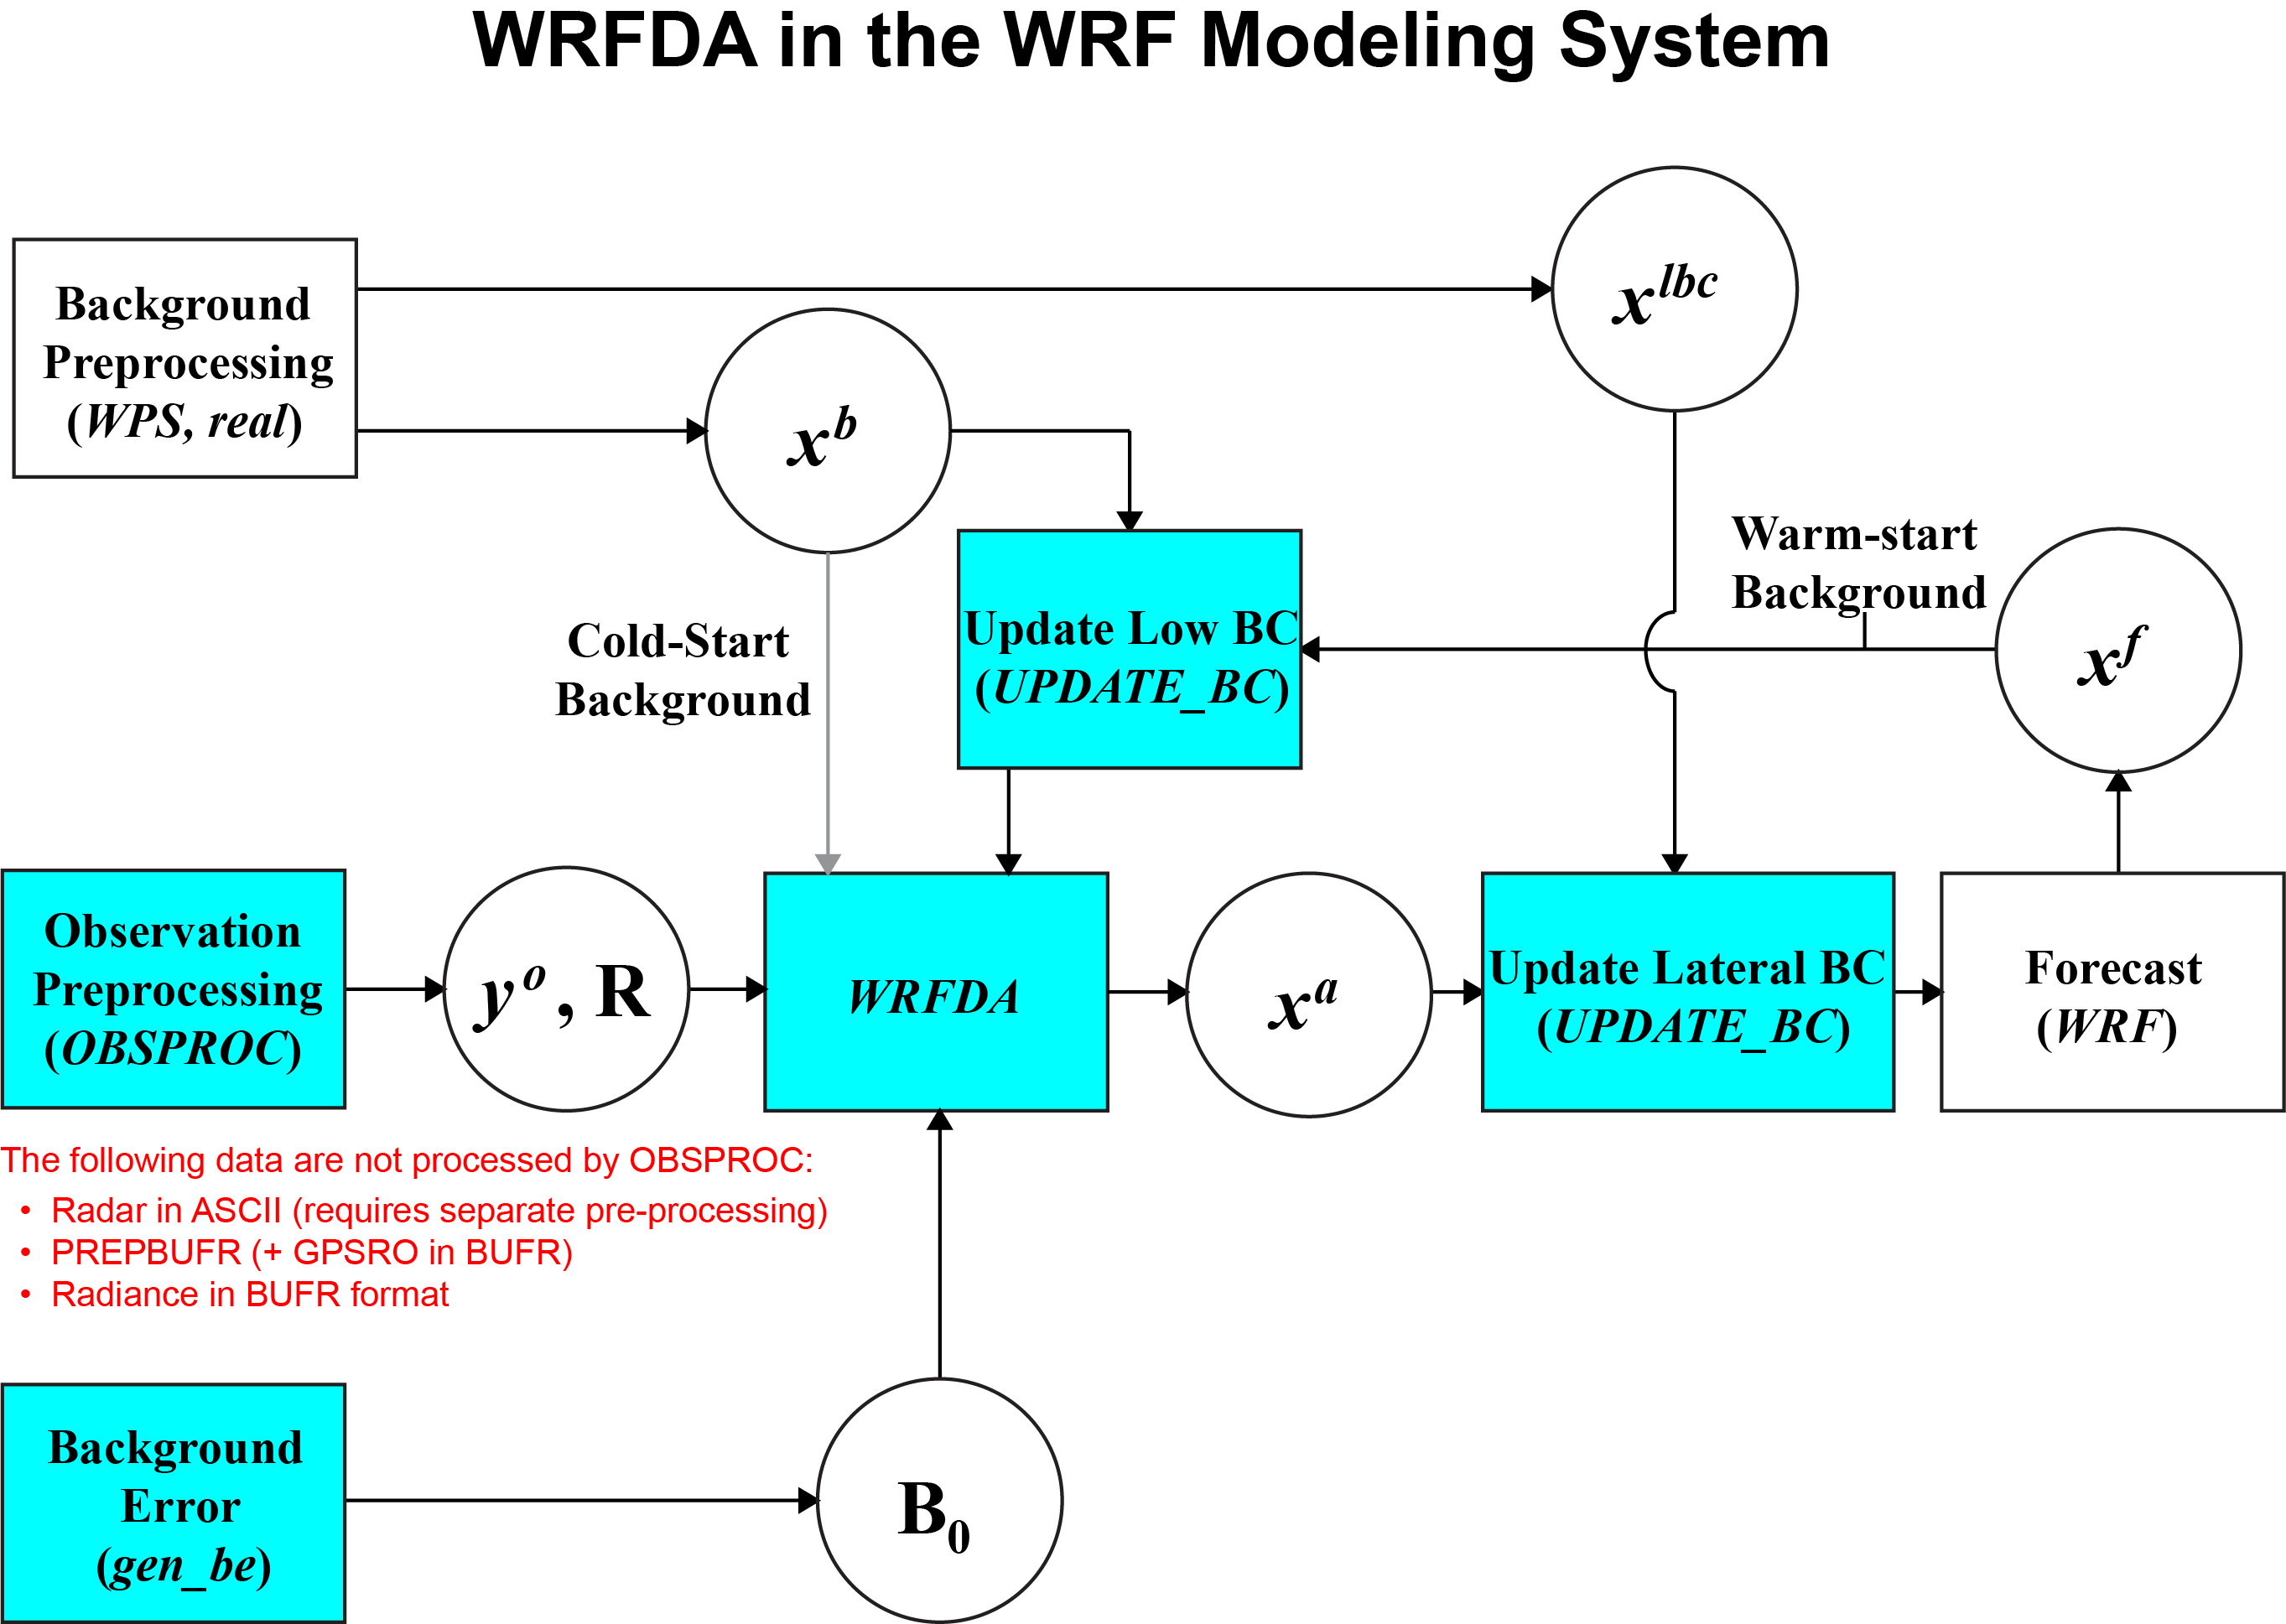 WRFDA in the WRF Modeling System
Background
Preprocessing
(WPS, real)
x^b
x^lbc
Cold-Start
Background
Update Low BC
(UPDATE_BC)
Warm-start
Background
x^f
Observation
Preprocessing
(OBSPROC)
y^o, R
WRFDA
x^a
Update Lateral BC
(UPDATE_BC)
Forecast
(WRF)
The following data are not processed by OBSPROC:
• Radar in ASCII (requires separate pre-processing)
• PREPBUFR (+ GPSRO in BUFR)
• Radiance in BUFR format
Background
Error
(gen_be)
B_0